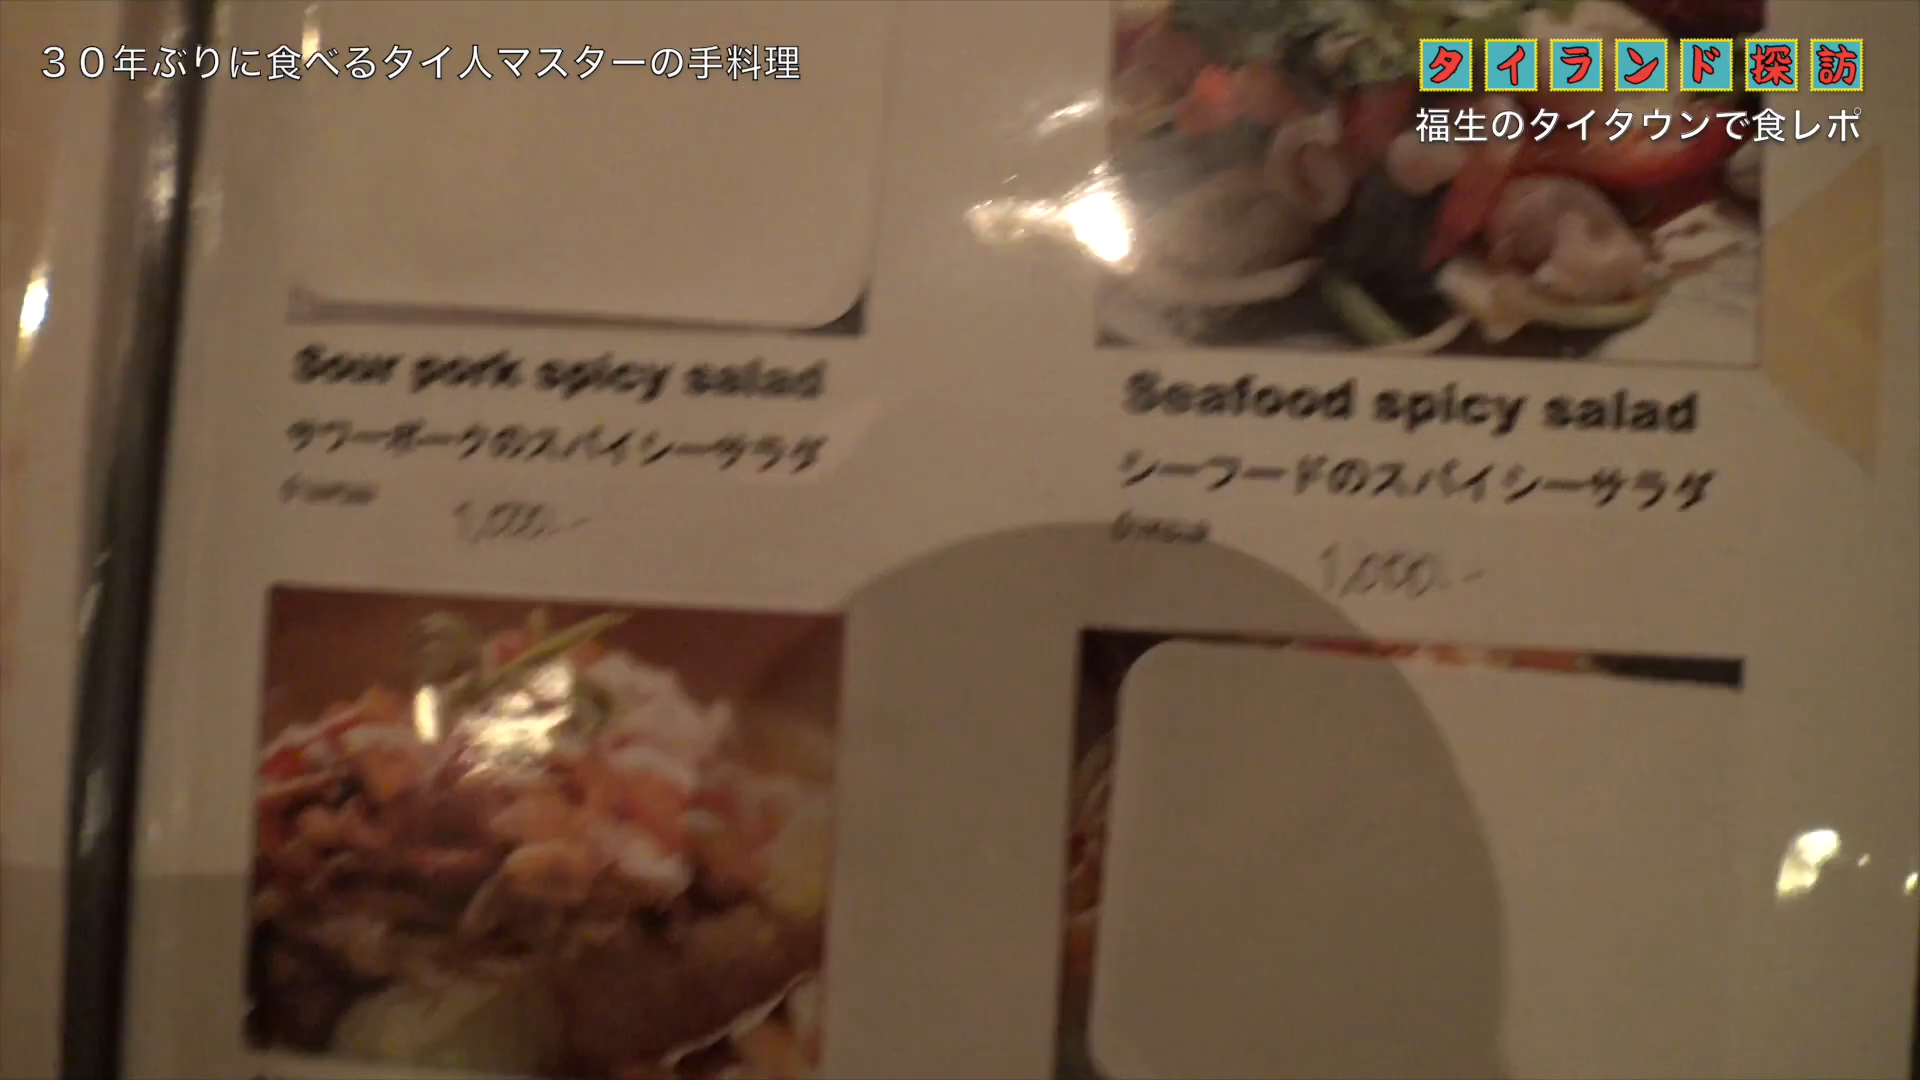 ３０年ぶりに食べるタイ人マスターの手料理
タイランド探訪
福生のタイタウンで食レポ
Sour pork spicy salad
サワーポークのスパイシーサラダ
1,000.-
Seafood spicy salad
シーフードのスパイシーサラダ